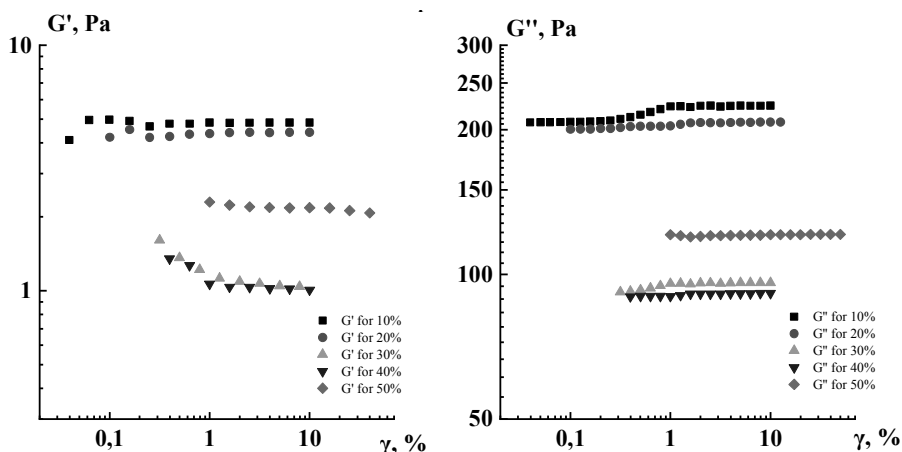 G', Pa
10
1
0,1
1
10
γ, %
G' for 10%
G' for 20%
G' for 30%
G' for 40%
G' for 50%
G'', Pa
300
250
200
150
100
50
0,1
1
10
γ, %
G'' for 10%
G'' for 20%
G'' for 30%
G'' for 40%
G'' for 50%